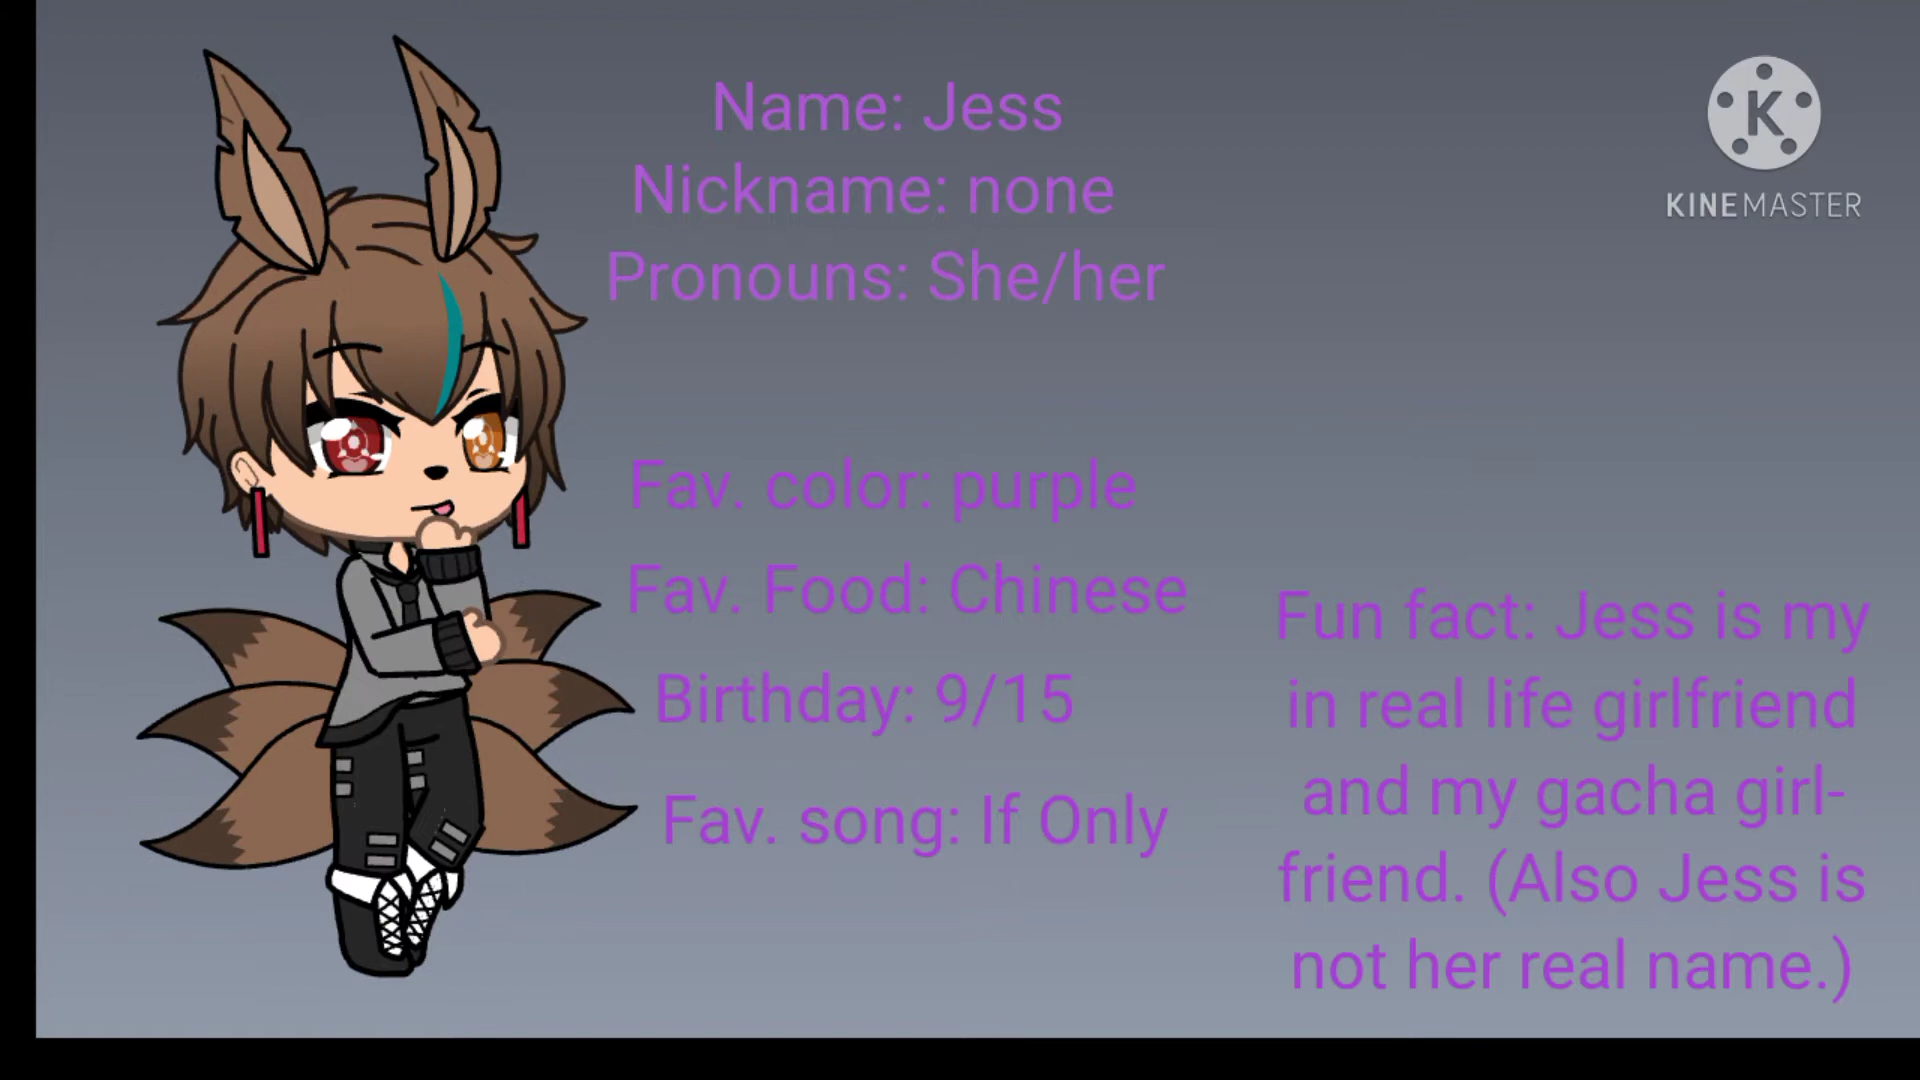 Name: Jess
Nickname: none
Pronouns: She/her
Fav. color: purple
Fav. Food: Chinese
Birthday: 9/15
Fav. song: If Only
Fun fact: Jess is my
in real life girlfriend
and my gacha girl-
friend. (Also Jess is
not her real name.)
K
KINEMASTER